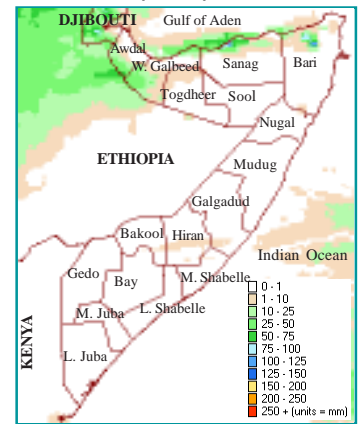 DJIBOUTI
Gulf of Aden
Awdal
W. Galbeed
Sanag
Bari
Togdheer
Sool
Nugal
ETHIOPIA
Mudug
Galgadud
Bakool
Hiran
Indian Ocean
Gedo
Bay
M. Shabelle
L. Shabelle
M. Juba
KENYA
L. Juba
0 - 1
1 - 10
10 - 25
25 - 50
50 - 75
75 - 100
100 - 125
125 - 150
150 - 200
200 - 250
250 + (units = mm)